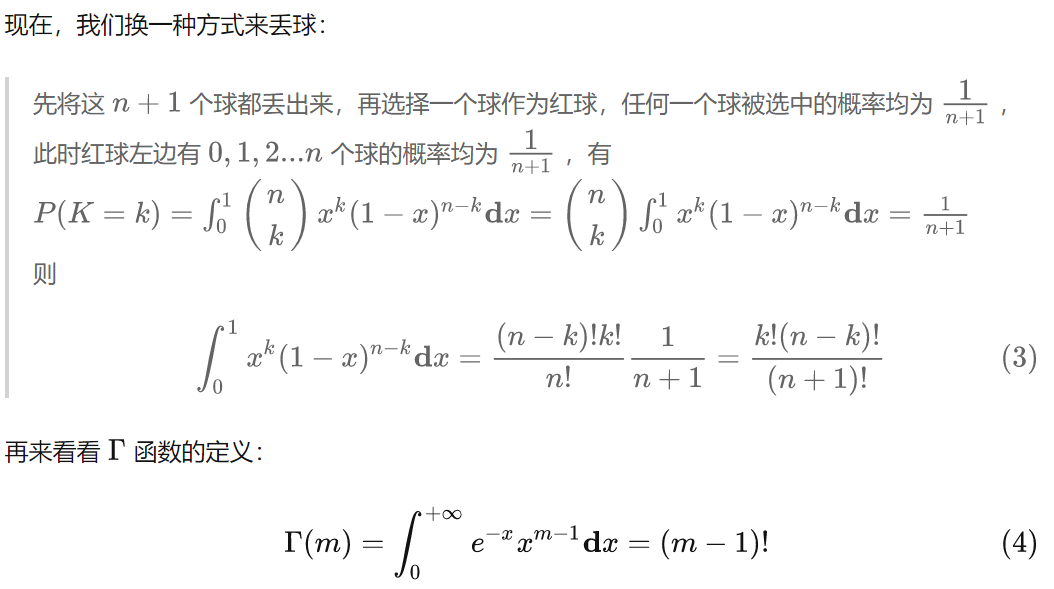 现在，我们换一种方式来丢球：
先将这 n + 1 个球都丢出来，再选择一个球作为红球，任何一个球被选中的概率均为 \frac{1}{n+1} ，
此时红球左边有 0, 1, 2...n 个球的概率均为 \frac{1}{n+1} ，有
P(K = k) = \int_0^1 \binom{n}{k} x^k (1 - x)^{n-k} \mathbf{d}x = \binom{n}{k} \int_0^1 x^k (1 - x)^{n-k} \mathbf{d}x = \frac{1}{n+1}
则
\int_0^1 x^k (1 - x)^{n-k} \mathbf{d}x = \frac{(n - k)!k!}{n!} \frac{1}{n + 1} = \frac{k!(n - k)!}{(n + 1)!} (3)
再来看看 Γ 函数的定义：
Γ(m) = \int_0^{+\infty} e^{-x} x^{m-1} \mathbf{d}x = (m - 1)! (4)